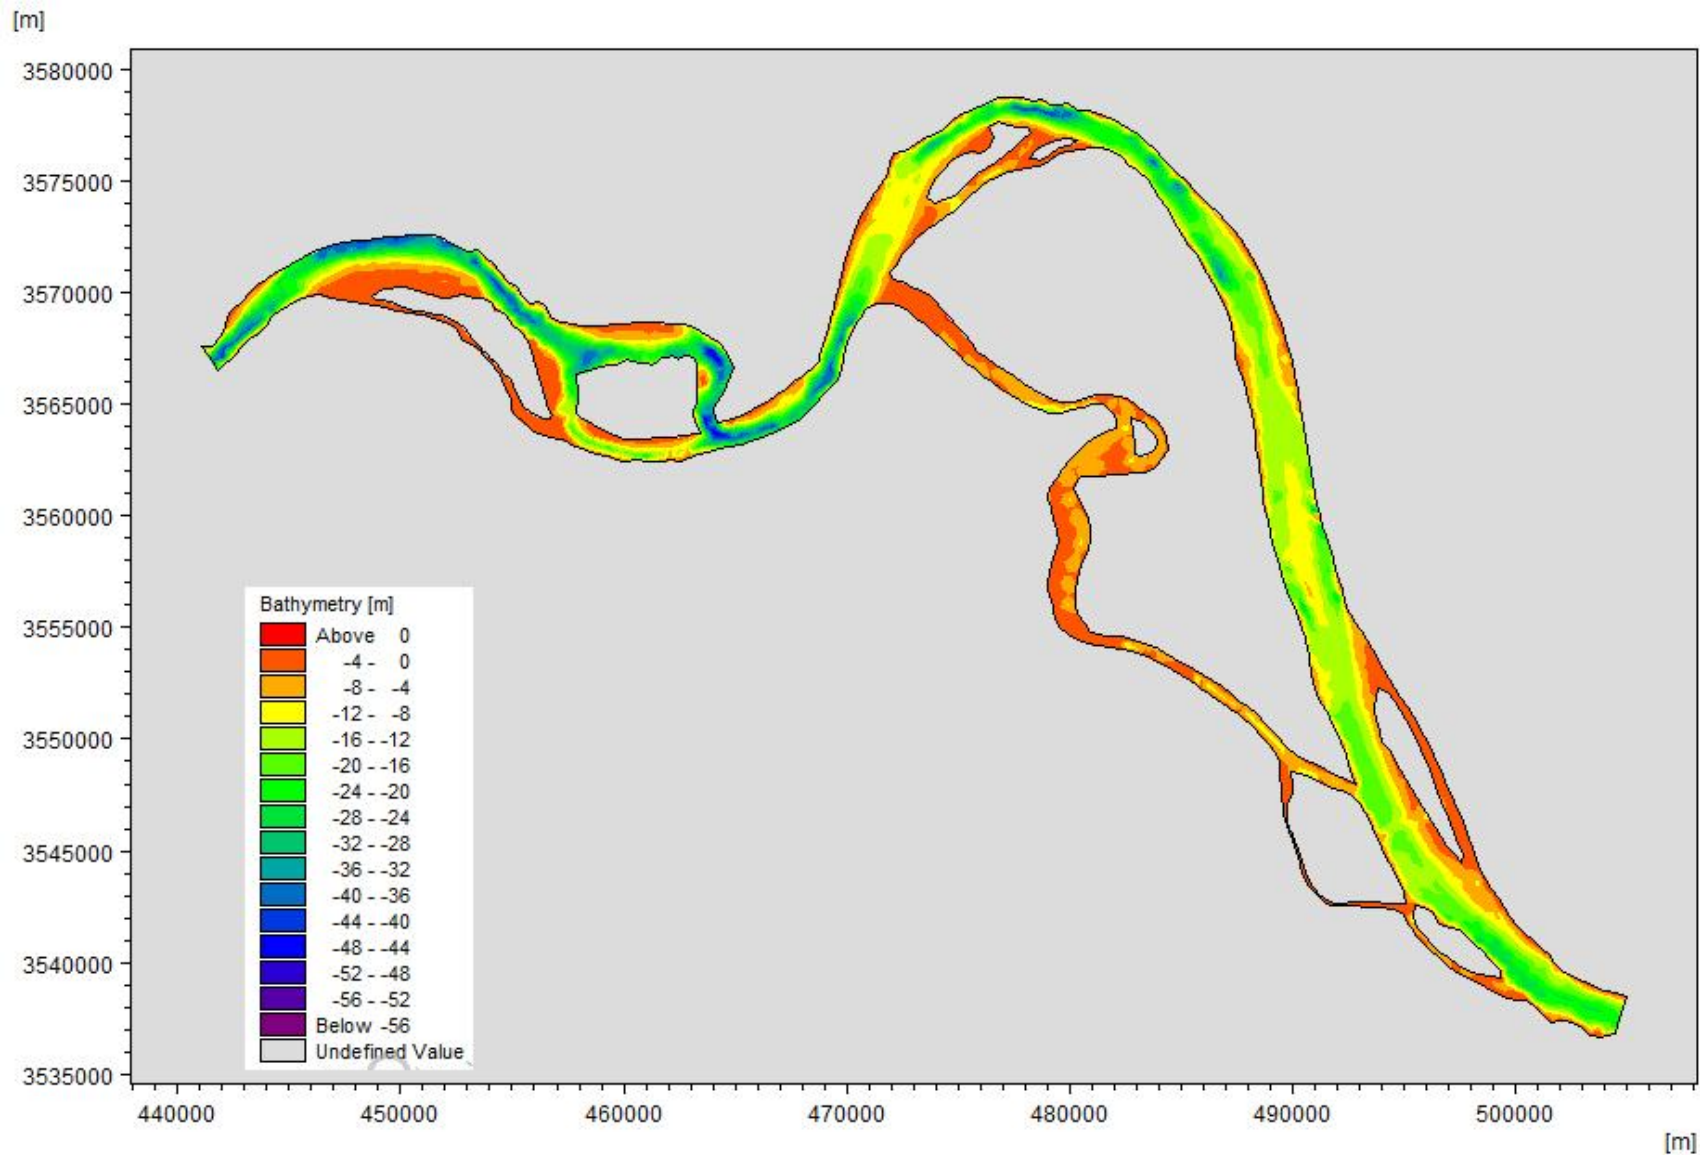 [m]
3580000
3575000
3570000
3565000
3560000
3555000
3550000
3545000
3540000
3535000
Bathymetry [m]
Above 0
-4 - 0
-8 - -4
-12 - -8
-16 - -12
-20 - -16
-24 - -20
-28 - -24
-32 - -28
-36 - -32
-40 - -36
-44 - -40
-48 - -44
-52 - -48
-56 - -52
Below -56
Undefined Value
440000 450000 460000 470000 480000 490000 500000
[m]